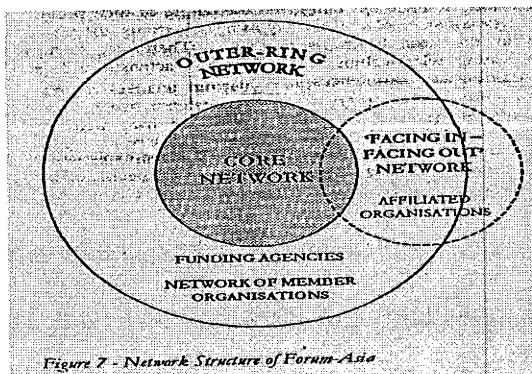 OUTER-RING
NETWORK
CORE
NETWORK
'FACING IN –
FACING OUT'
NETWORK
AFFILIATED
ORGANISATIONS
FUNDING AGENCIES
NETWORK OF MEMBER
ORGANISATIONS
Figure 7 - Network Structure of Forum-Asia